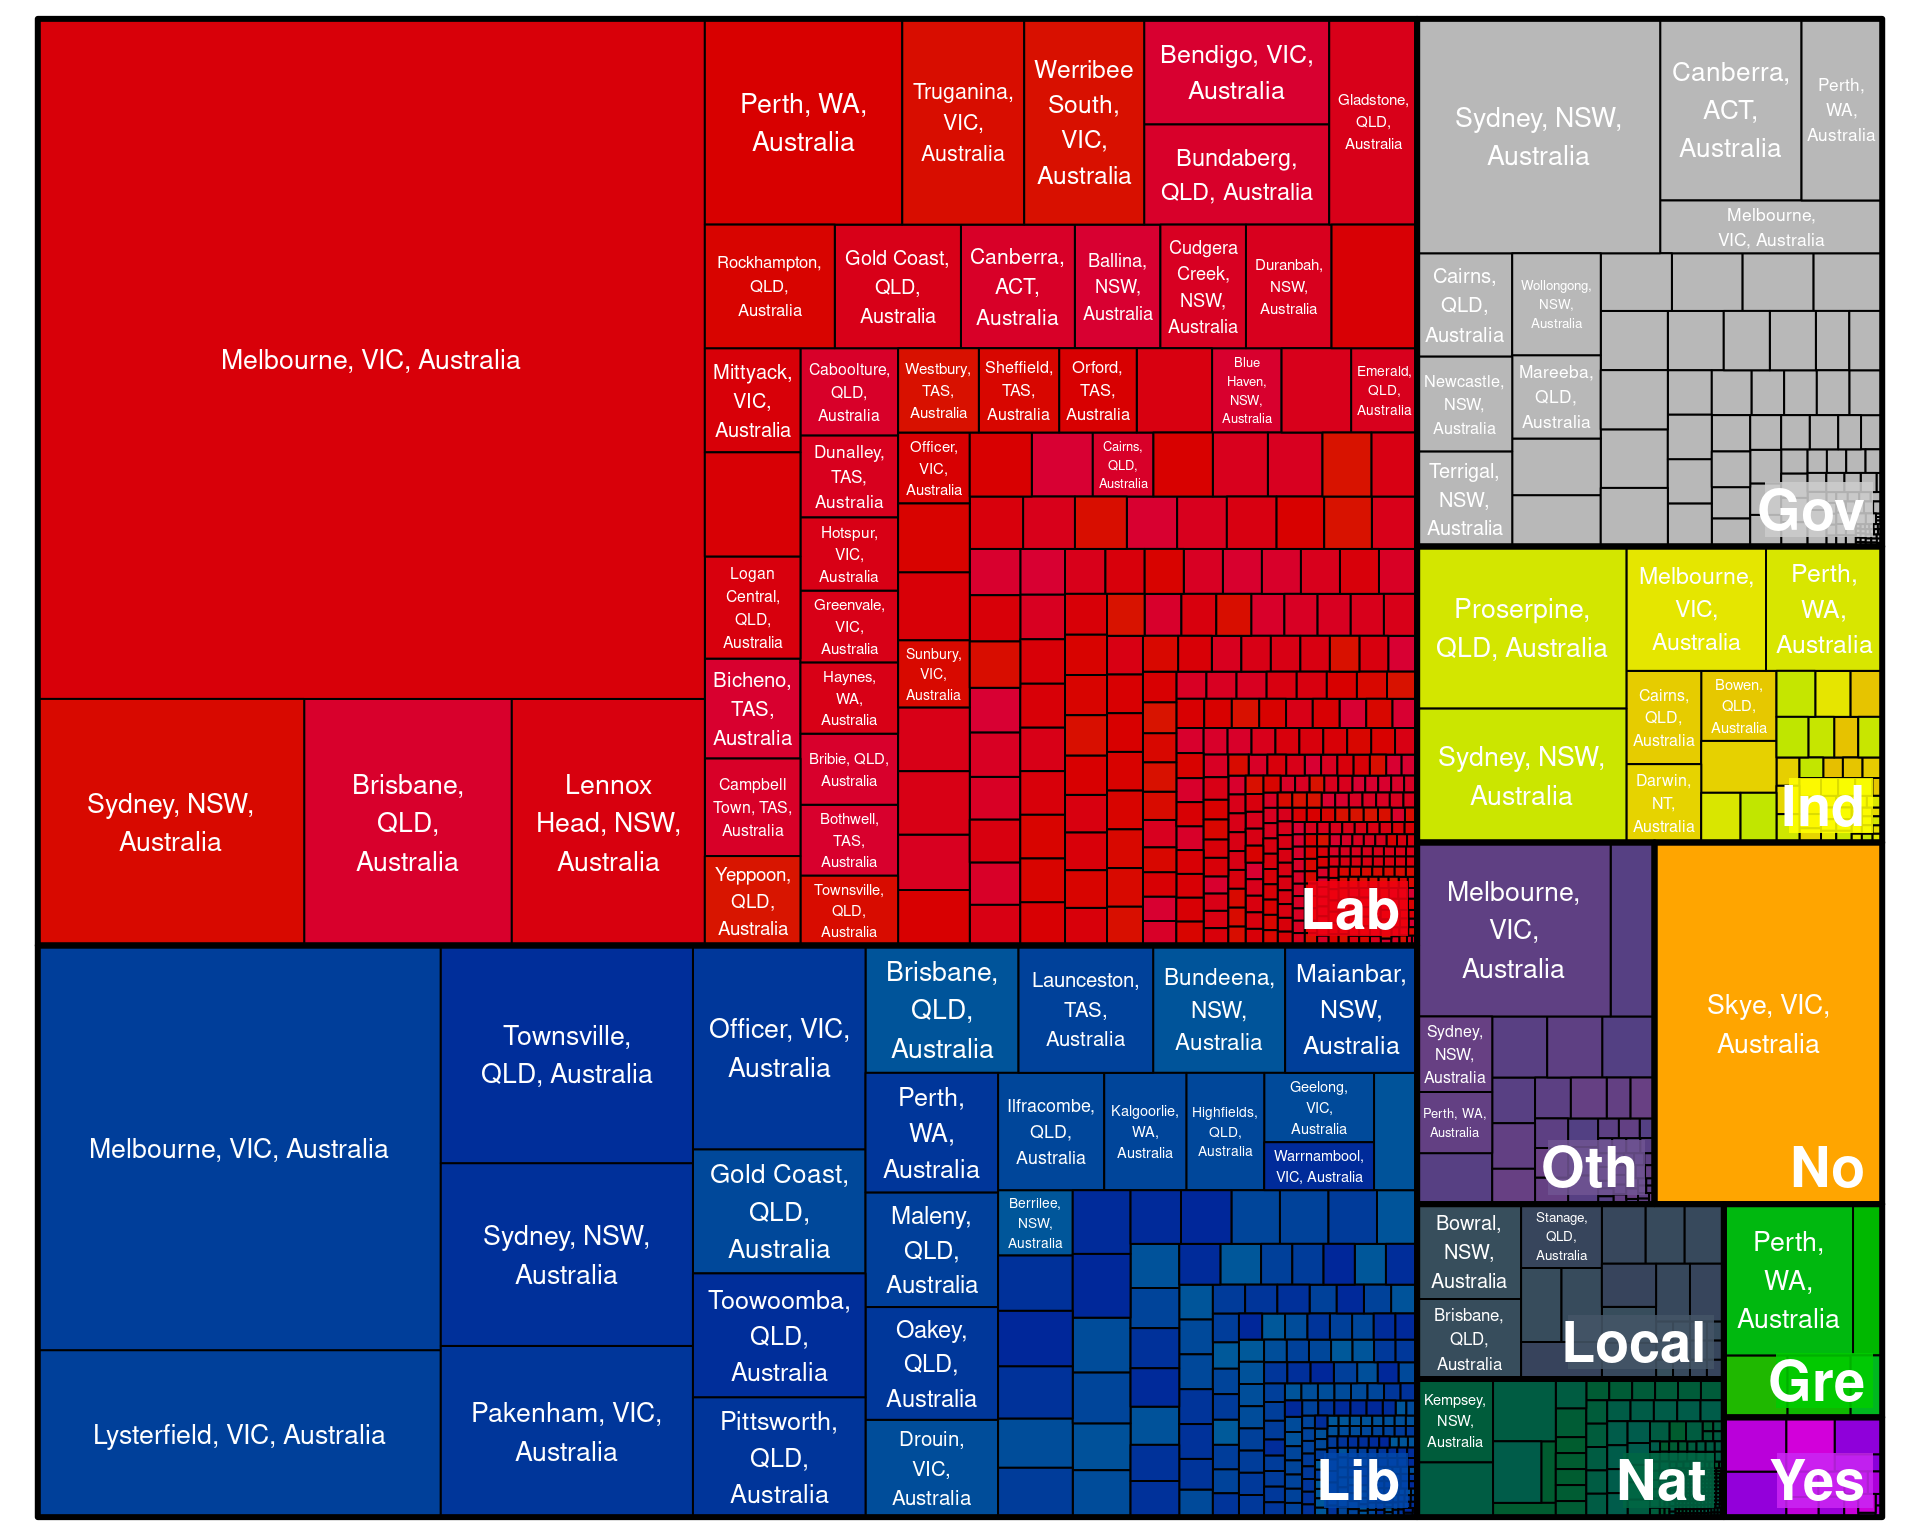 Melbourne, VIC, Australia
Sydney, NSW,
Australia
Brisbane,
QLD,
Australia
Lennox
Head, NSW,
Australia
Perth, WA,
Australia
Truganina,
VIC,
Australia
Werribee
South,
VIC,
Australia
Bendigo, VIC,
Australia
Bundaberg,
QLD, Australia
Gladstone,
QLD,
Australia
Rockhampton,
QLD,
Australia
Gold Coast,
QLD,
Australia
Canberra,
ACT,
Australia
Ballina,
NSW,
Australia
Cudgera
Creek,
NSW,
Australia
Duranbah,
NSW,
Australia
Mittyack,
VIC,
Australia
Logan
Central,
QLD,
Australia
Bicheno,
TAS,
Australia
Campbell
Town, TAS,
Australia
Yeppoon,
QLD,
Australia
Caboolture,
QLD,
Australia
Dunalley,
TAS,
Australia
Hotspur,
VIC,
Australia
Greenvale,
VIC,
Australia
Haynes,
WA,
Australia
Bribie, QLD,
Australia
Bothwell,
TAS,
Australia
Townsville,
QLD,
Australia
Westbury,
TAS,
Australia
Sheffield,
TAS,
Australia
Orford,
TAS,
Australia
Blue
Haven,
NSW,
Australia
Emerald,
QLD,
Australia
Officer,
VIC,
Australia
Cairns,
QLD,
Australia
Sunbury,
VIC,
Australia
Lab
Melbourne, VIC, Australia
Lysterfield, VIC, Australia
Townsville,
QLD, Australia
Sydney, NSW,
Australia
Pakenham, VIC,
Australia
Officer, VIC,
Australia
Gold Coast,
QLD,
Australia
Toowoomba,
QLD,
Australia
Pittsworth,
QLD,
Australia
Brisbane,
QLD,
Australia
Launceston,
TAS,
Australia
Bundeena,
NSW,
Australia
Maianbar,
NSW,
Australia
Perth,
WA,
Australia
Maleny,
QLD,
Australia
Oakey,
QLD,
Australia
Drouin,
VIC,
Australia
Ilfracombe,
QLD,
Australia
Kalgoorlie,
WA,
Australia
Highfields,
QLD,
Australia
Geelong,
VIC,
Australia
Warrnambool,
VIC, Australia
Berrilee,
NSW,
Australia
Lib
Sydney, NSW,
Australia
Canberra,
ACT,
Australia
Perth,
WA,
Australia
Melbourne,
VIC, Australia
Cairns,
QLD,
Australia
Newcastle,
NSW,
Australia
Terrigal,
NSW,
Australia
Wollongong,
NSW,
Australia
Mareeba,
QLD,
Australia
Gov
Proserpine,
QLD, Australia
Sydney, NSW,
Australia
Melbourne,
VIC,
Australia
Perth,
WA,
Australia
Cairns,
QLD,
Australia
Darwin,
NT,
Australia
Bowen,
QLD,
Australia
Ind
Melbourne,
VIC,
Australia
Sydney,
NSW,
Australia
Perth, WA,
Australia
Oth
Skye, VIC,
Australia
No
Bowral,
NSW,
Australia
Brisbane,
QLD,
Australia
Stanage,
QLD,
Australia
Local
Perth,
WA,
Australia
Gre
Kempsey,
NSW,
Australia
Nat
Yes